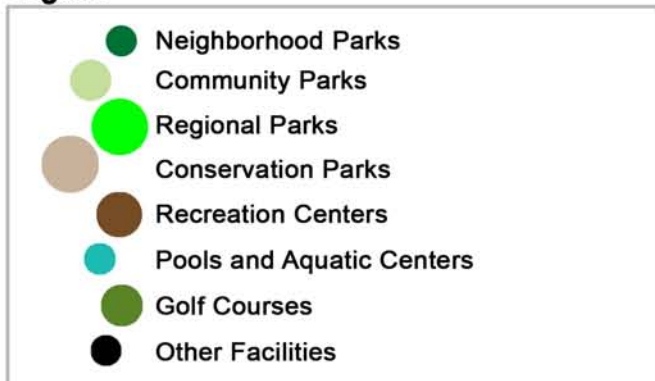 Neighborhood Parks
Community Parks
Regional Parks
Conservation Parks
Recreation Centers
Pools and Aquatic Centers
Golf Courses
Other Facilities